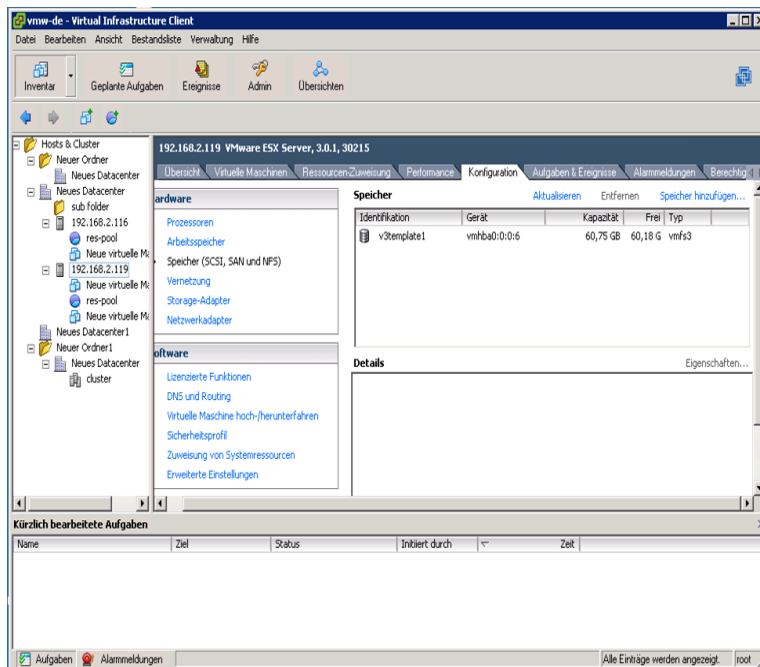 vmw-de - Virtual Infrastructure Client
Datei Bearbeiten Ansicht Bestandsliste Verwaltung Hilfe
Inventar Geplante Aufgaben Ereignisse Admin Übersichten
Hosts & Cluster
Neuer Ordner
Neues Datacenter
Neues Datacenter
sub folder
192.168.2.116
res-pool
Neue virtuelle Ma
192.168.2.119
Neue virtuelle Ma
res-pool
Neue virtuelle Ma
Neues Datacenter1
Neuer Ordner1
Neues Datacenter
cluster
192.168.2.119 VMware ESX Server, 3.0.1, 30215
Übersicht Virtuelle Maschinen Ressourcen-Zuweisung Performance Konfiguration Aufgaben & Ereignisse Alarmmeldungen Berechtig
ardware
Prozessoren
Arbeitsspeicher
Speicher (SCSI, SAN und NFS)
Vernetzung
Storage-Adapter
Netzwerkadapter
oftware
Lizenzierte Funktionen
DNS und Routing
Virtuelle Maschine hoch-/herunterfahren
Sicherheitsprofil
Zuweisung von Systemressourcen
Erweiterte Einstellungen
Speicher Aktualisieren Entfernen Speicher hinzufügen...
Identifikation Gerät Kapazität Frei Typ
v3template1 vmhba0:0:0:6 60,75 GB 60,18 G vmfs3
Details Eigenschaften...
Kürzlich bearbeitete Aufgaben
Name Ziel Status Initiiert durch Zeit
Aufgaben Alarmmeldungen Alle Einträge werden angezeigt. root